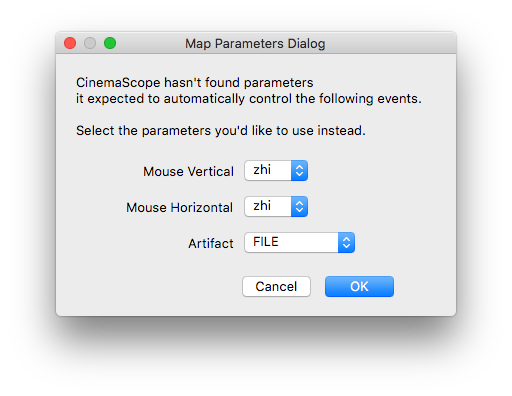 Map Parameters Dialog
CinemaScope hasn't found parameters
it expected to automatically control the following events.
Select the parameters you'd like to use instead.
Mouse Vertical zhi
Mouse Horizontal zhi
Artifact FILE
Cancel OK